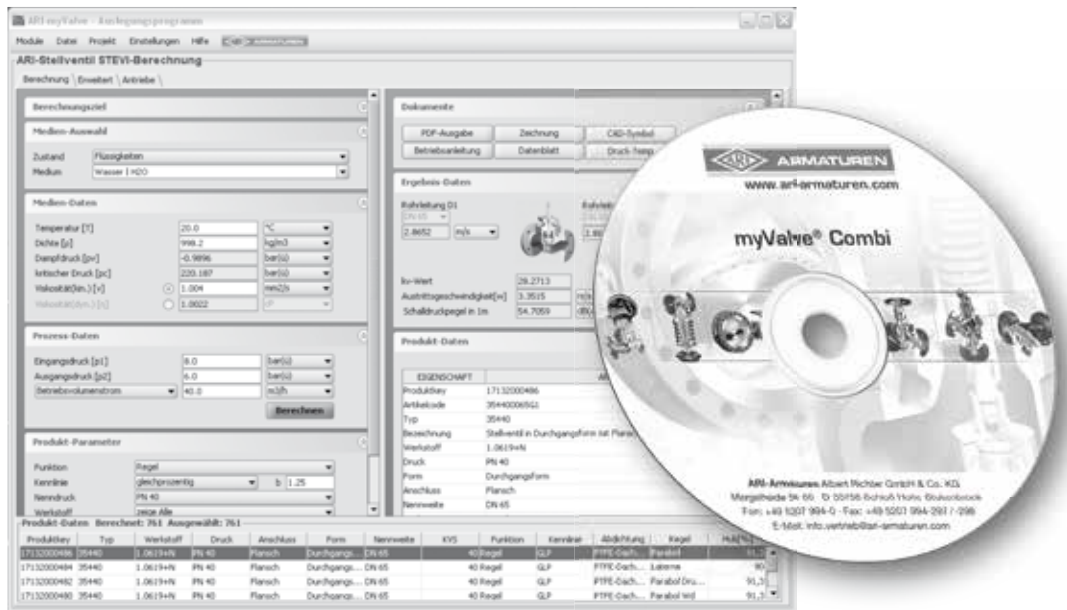 ARI-myValve - Auslegungsprogramm
Module Datei Projekt Einstellungen Hilfe ARI ARMATUREN
ARI-Stellventil STEVI-Berechnung
Berechnung Erweitert Antriebe
Berechnungsziel
Medien-Auswahl
Zustand Flüssigkeiten
Medium Wasser | H2O
Medien-Daten
Temperatur [T] 20.0 °C
Dichte [ρ] 998.2 kg/m3
Dampfdruck [pv] -0.9896 bar(ü)
kritischer Druck [pc] 220.187 bar(ü)
Viskosität(kin.) [ν] 1.004 mm2/s
Viskosität(dyn.) [η] 1.0022 cP
Prozess-Daten
Eingangsdruck [p1] 8.0 bar(ü)
Ausgangsdruck [p2] 6.0 bar(ü)
Betriebsvolumenstrom 40.0 m3/h
Berechnen
Produkt-Parameter
Funktion Regel
Kennlinie gleichprozentig b 1.25
Nenndruck PN 40
Werkstoff zeige Alle
Dokumente
PDF-Ausgabe Zeichnung CAD-Symbol
Betriebsanleitung Datenblatt Druck-Temp
Ergebnis-Daten
Rohrleitung D1
DN 65
2.8652 m/s
kv-Wert 28.2713
Austrittsgeschwindigkeit[w] 3.3515 m/s
Schalldruckpegel in 1m 54.7059
Produkt-Daten
EIGENSCHAFT
Produktkey 17132000486
Artikelcode
Typ 35440
Bezeichnung Stellventil in Durchgangsform mit
Werkstoff 1.0619+N
Druck PN 40
Form Durchgangsform
Anschluss Flansch
Nennweite DN 65
Produkt-Daten Berechnet: 761 Ausgewählt: 761
Produktkey Typ Werkstoff Druck Anschluss Form Nennweite KVS Funktion Kennlinie Abdichtung Kegel
17132000486 35440 1.0619+N PN 40 Flansch Durchgangs... DN 65 40 Regel GLP PTFE-Dach... Parabol
17132000484 35440 1.0619+N PN 40 Flansch Durchgangs... DN 65 40 Regel GLP PTFE-Dach... Laterne
17132000482 35440 1.0619+N PN 40 Flansch Durchgangs... DN 65 40 Regel GLP PTFE-Dach... Parabol Dru...
17132000480 35440 1.0619+N PN 40 Flansch Durchgangs... DN 65 40 Regel GLP PTFE-Dach... Parabol Wd
ARI ARMATUREN
www.ari-armaturen.com
myValve® Combi
ARI-Armaturen Albert Richter GmbH & Co. KG
E-Mail: info.vertrieb@ari-armaturen.com